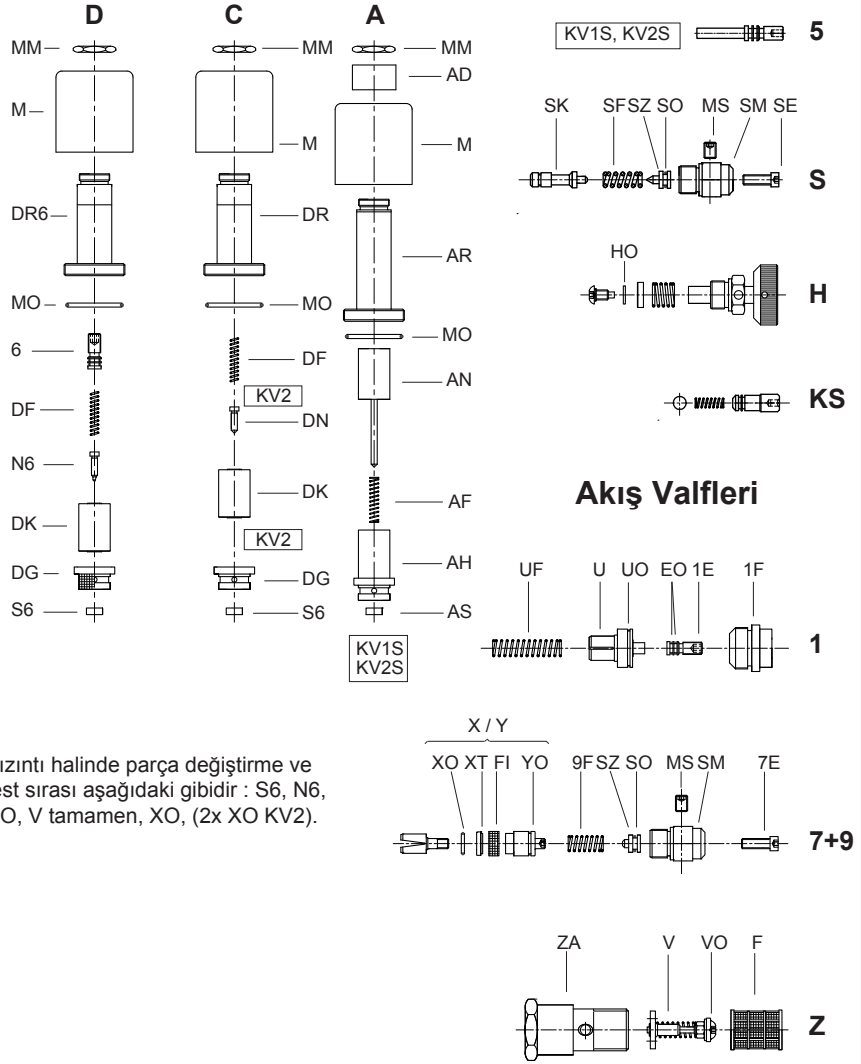 D C A
MM MM MM
AD
M M M
DR6 DR AR
MO MO MO
6 DF AN
KV2
DF DN
N6 DK AF
DK KV2 AH
DG DG
S6 S6 AS
KV1S
KV2S
KV1S, KV2S 5
SK SF SZ SO MS SM SE
S
HO
H
KS
Akış Valfleri
UF U UO EO 1E 1F
1
X / Y
XO XT FI YO 9F SZ SO MS SM 7E
7+9
ızıntı halinde parça değiştirme ve
est sırası aşağıdaki gibidir : S6, N6,
O, V tamamen, XO, (2x XO KV2).
ZA V VO F
Z